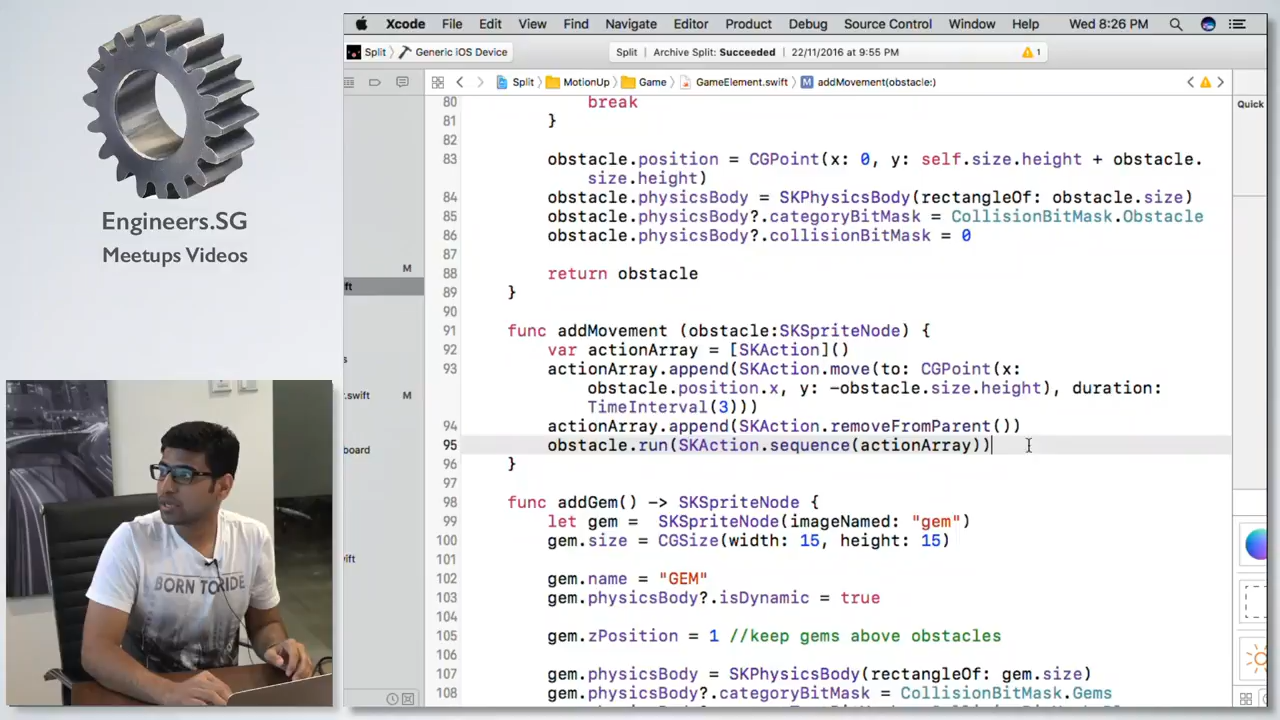 Engineers.SG
Meetups Videos
BORN TO RIDE
Xcode File Edit View Find Navigate Editor Product Debug Source Control Window Help Wed 8:26 PM
Split Generic iOS Device Split Archive Split: Succeeded 22/11/2016 at 9:55 PM 1
Split MotionUp Game GameElement.swift M addMovement(obstacle:)
Quick
M
ft
s
.swift M
oard
vift
80 break
81 }
82
83 obstacle.position = CGPoint(x: 0, y: self.size.height + obstacle.
size.height)
84 obstacle.physicsBody = SKPhysicsBody(rectangleOf: obstacle.size)
85 obstacle.physicsBody?.categoryBitMask = CollisionBitMask.Obstacle
86 obstacle.physicsBody?.collisionBitMask = 0
87
88 return obstacle
89 }
90
91 func addMovement (obstacle:SKSpriteNode) {
92 var actionArray = [SKAction]()
93 actionArray.append(SKAction.move(to: CGPoint(x:
obstacle.position.x, y: -obstacle.size.height), duration:
TimeInterval(3)))
94 actionArray.append(SKAction.removeFromParent())
95 obstacle.run(SKAction.sequence(actionArray))
96 }
97
98 func addGem() -> SKSpriteNode {
99 let gem = SKSpriteNode(imageNamed: "gem")
100 gem.size = CGSize(width: 15, height: 15)
101
102 gem.name = "GEM"
103 gem.physicsBody?.isDynamic = true
104
105 gem.zPosition = 1 //keep gems above obstacles
106
107 gem.physicsBody = SKPhysicsBody(rectangleOf: gem.size)
108 gem.physicsBody?.categoryBitMask = CollisionBitMask.Gems